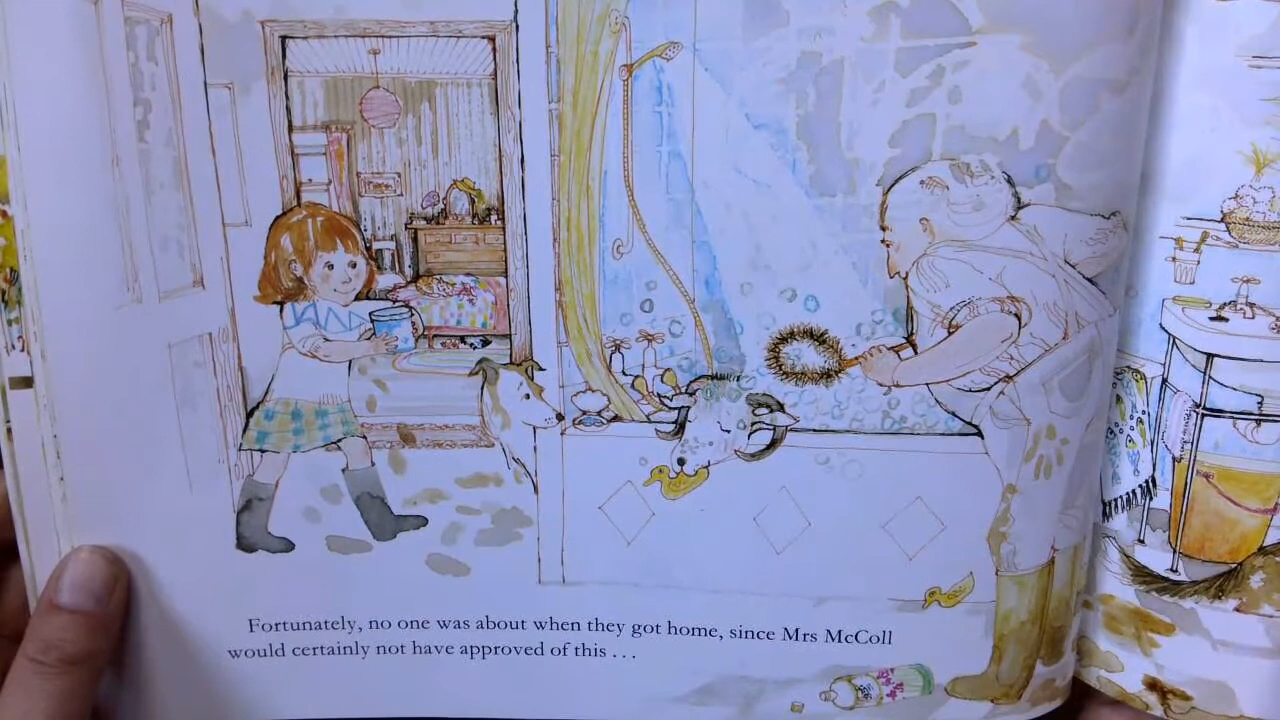 Fortunately, no one was about when they got home, since Mrs McColl
would certainly not have approved of this ...